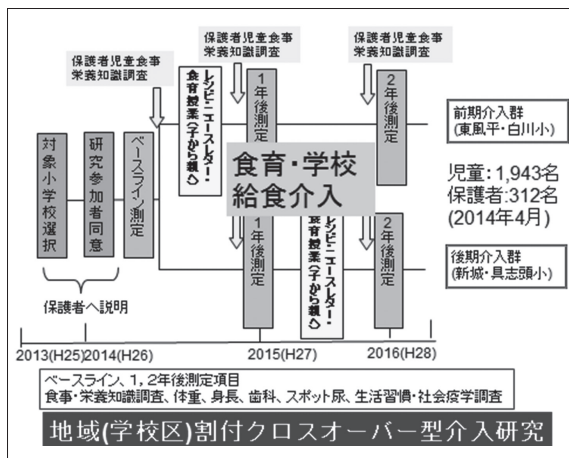 保護者児童食事
栄養知識調査
保護者児童食事
栄養知識調査
保護者児童食事
栄養知識調査
対象小学校選択
研究参加者同意
ベースライン測定
レシピ・ニュースレター・
食育授業(子から親へ)
1年後測定
2年後測定
食育・学校
給食介入
1年後測定
レシピ・ニュースレター・
食育授業(子から親へ)
2年後測定
前期介入群
(東風平・白川小)
児童:1,943名
保護者:312名
(2014年4月)
後期介入群
(新城・具志頭小)
保護者へ説明
2013(H25)
2014(H26)
2015(H27)
2016(H28)
ベースライン、1,2年後測定項目
食事・栄養知識調査、体重、身長、歯科、スポット尿、生活習慣・社会疫学調査
地域(学校区)割付クロスオーバー型介入研究